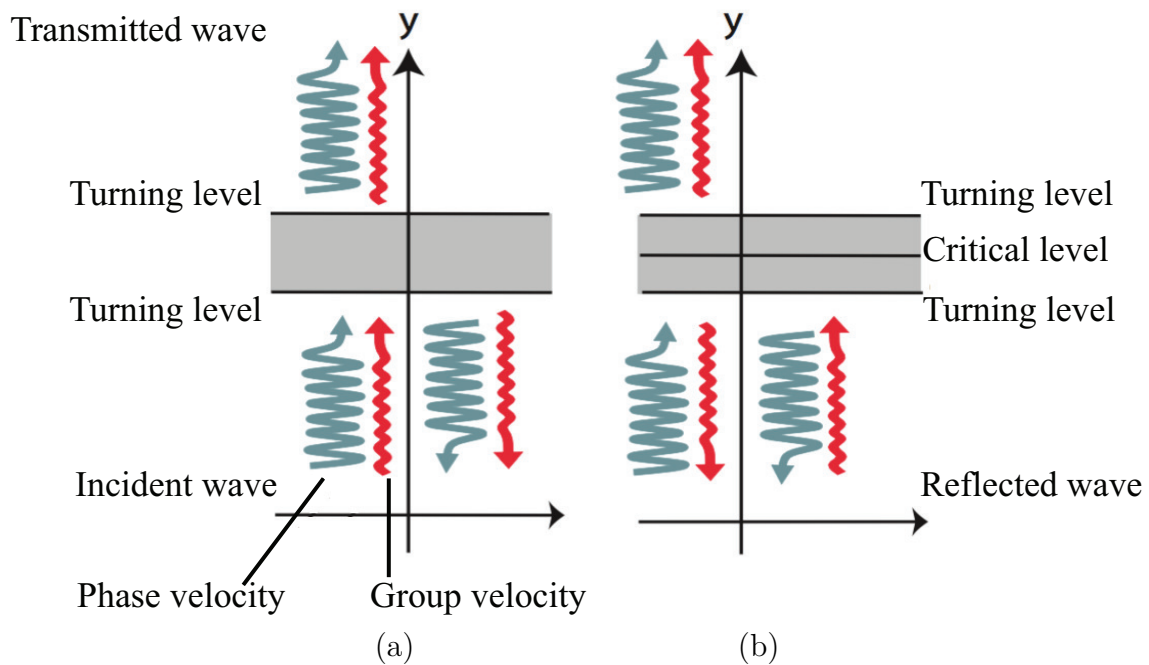 Transmitted wave
y
y
Turning level
Turning level
Critical level
Turning level
Turning level
Incident wave
Reflected wave
Phase velocity
Group velocity
(a)
(b)